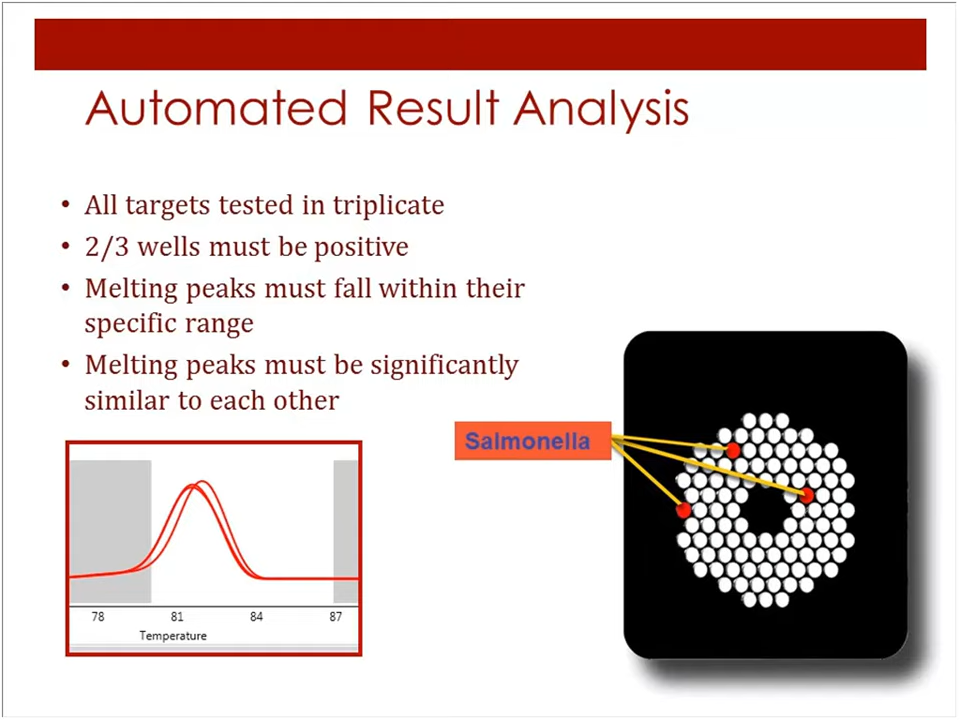 Automated Result Analysis
• All targets tested in triplicate
• 2/3 wells must be positive
• Melting peaks must fall within their
specific range
• Melting peaks must be significantly
similar to each other
Salmonella
78 81 84 87
Temperature